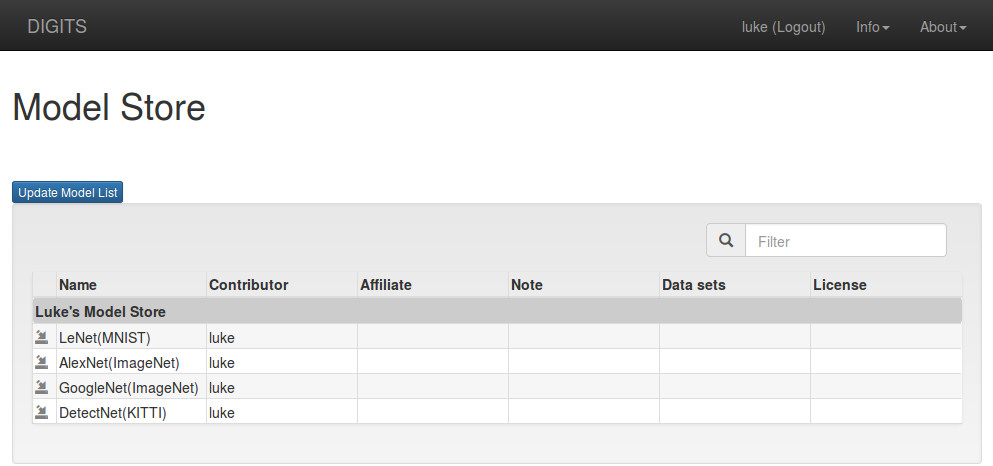 DIGITS luke (Logout) Info About
Model Store
Update Model List
Filter
Name Contributor Affiliate Note Data sets License
Luke's Model Store
LeNet(MNIST) luke
AlexNet(ImageNet) luke
GoogleNet(ImageNet) luke
DetectNet(KITTI) luke